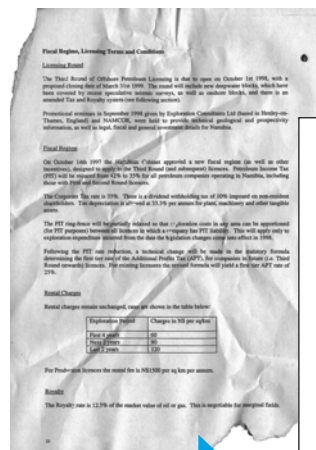 Fiscal Regime, Licensing Terms and Conditions
Licensing Round
The Third Round of Offshore Petroleum Licensing is due to open on October 1st 1998, with a
proposed closing date of March 31st 1999. The round will include new deepwater blocks, which have
been covered by recent speculative seismic surveys, as well as onshore blocks, and there is an
amended Tax and Royalty system (see following section).
Promotional seminars in September 1998 given by Exploration Consultants Ltd (based in Henley-on-
Thames, England) and NAMCOR, were held to provide technical geological and prospectivity
information, as well as legal, fiscal and general investment details for Namibia.
Fiscal Regime
On October 14th 1997 the Namibian Cabinet approved a new fiscal regime (as well as other
incentives), designed to apply to the Third Round (and subsequent) licences. Petroleum Income Tax
(PIT) will be reduced from 42% to 35% for all petroleum companies operating in Namibia, including
those with First and Second Round licences.
The Corporate Tax rate is 35%. There is a dividend withholding tax of 10% imposed on non-resident
shareholders. Tax depreciation is allowed at 33.3% per annum for plant, machinery and other tangible
assets.
The PIT ring-fence will be partially relaxed so that exploration costs in any area can be apportioned
(for PIT purposes) between all licences in which a company has PIT liability. This will apply only to
exploration expenditure incurred from the date the legislation changes come into effect in 1998.
Following the PIT rate reduction, a technical change will be made to the statutory formula
determining the first tier rate of the Additional Profits Tax (APT), for companies in future (i.e. Third
Round onwards) licences. For existing licences the revised formula will yield a first tier APT rate of
25%.
Rental Charges
Rental charges remain unchanged, rates are shown in the table below:
Exploration Period Charges in N$ per sq/km
First 4 years 60
Next 2 years 90
Last 2 years 120
For Production licences the rental fee is N$1500 per sq km per annum.
Royalty
The Royalty rate is 12.5% of the market value of oil or gas. This is negotiable for marginal fields.